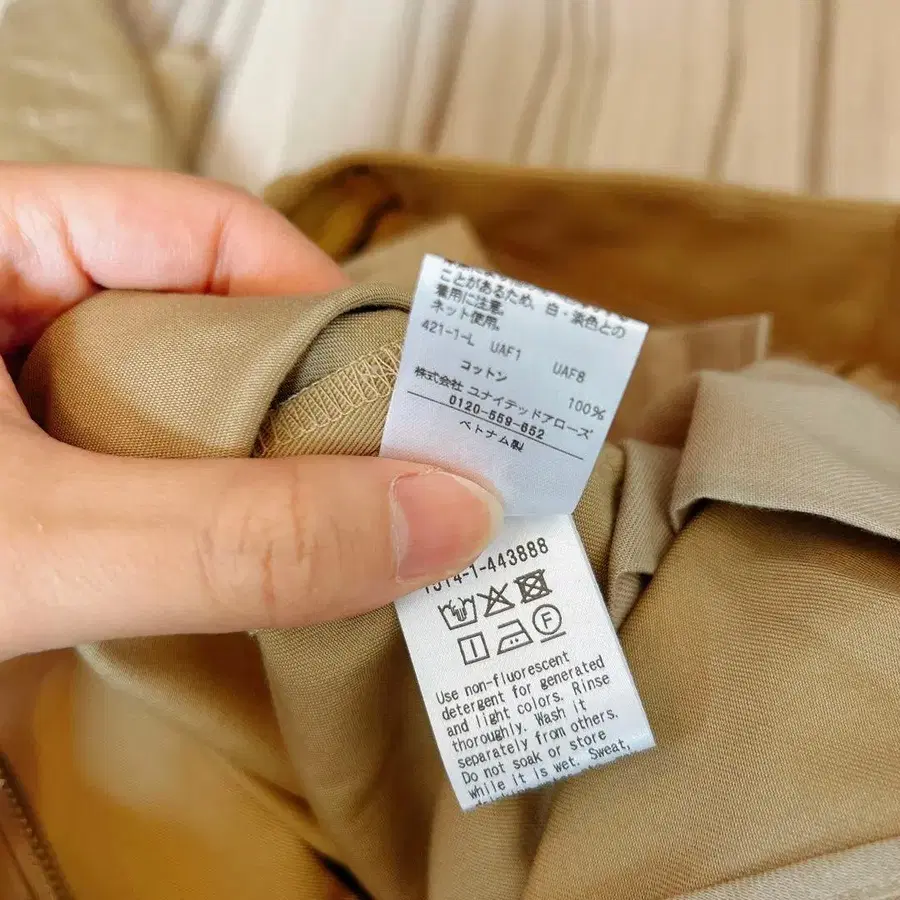 ことがあるため、白・淡色との
着用に注意。
ネット使用。
421-1-L UAF1 UAF8
コットン 100%
株式会社 ユナイテッドアローズ
0120-559-652
ベトナム製
1514-1-443888
F
Use non-fluorescent
detergent for generated
and light colors. Rinse
thoroughly. Wash it
separately from others.
Do not soak or store
while it is wet. Sweat,